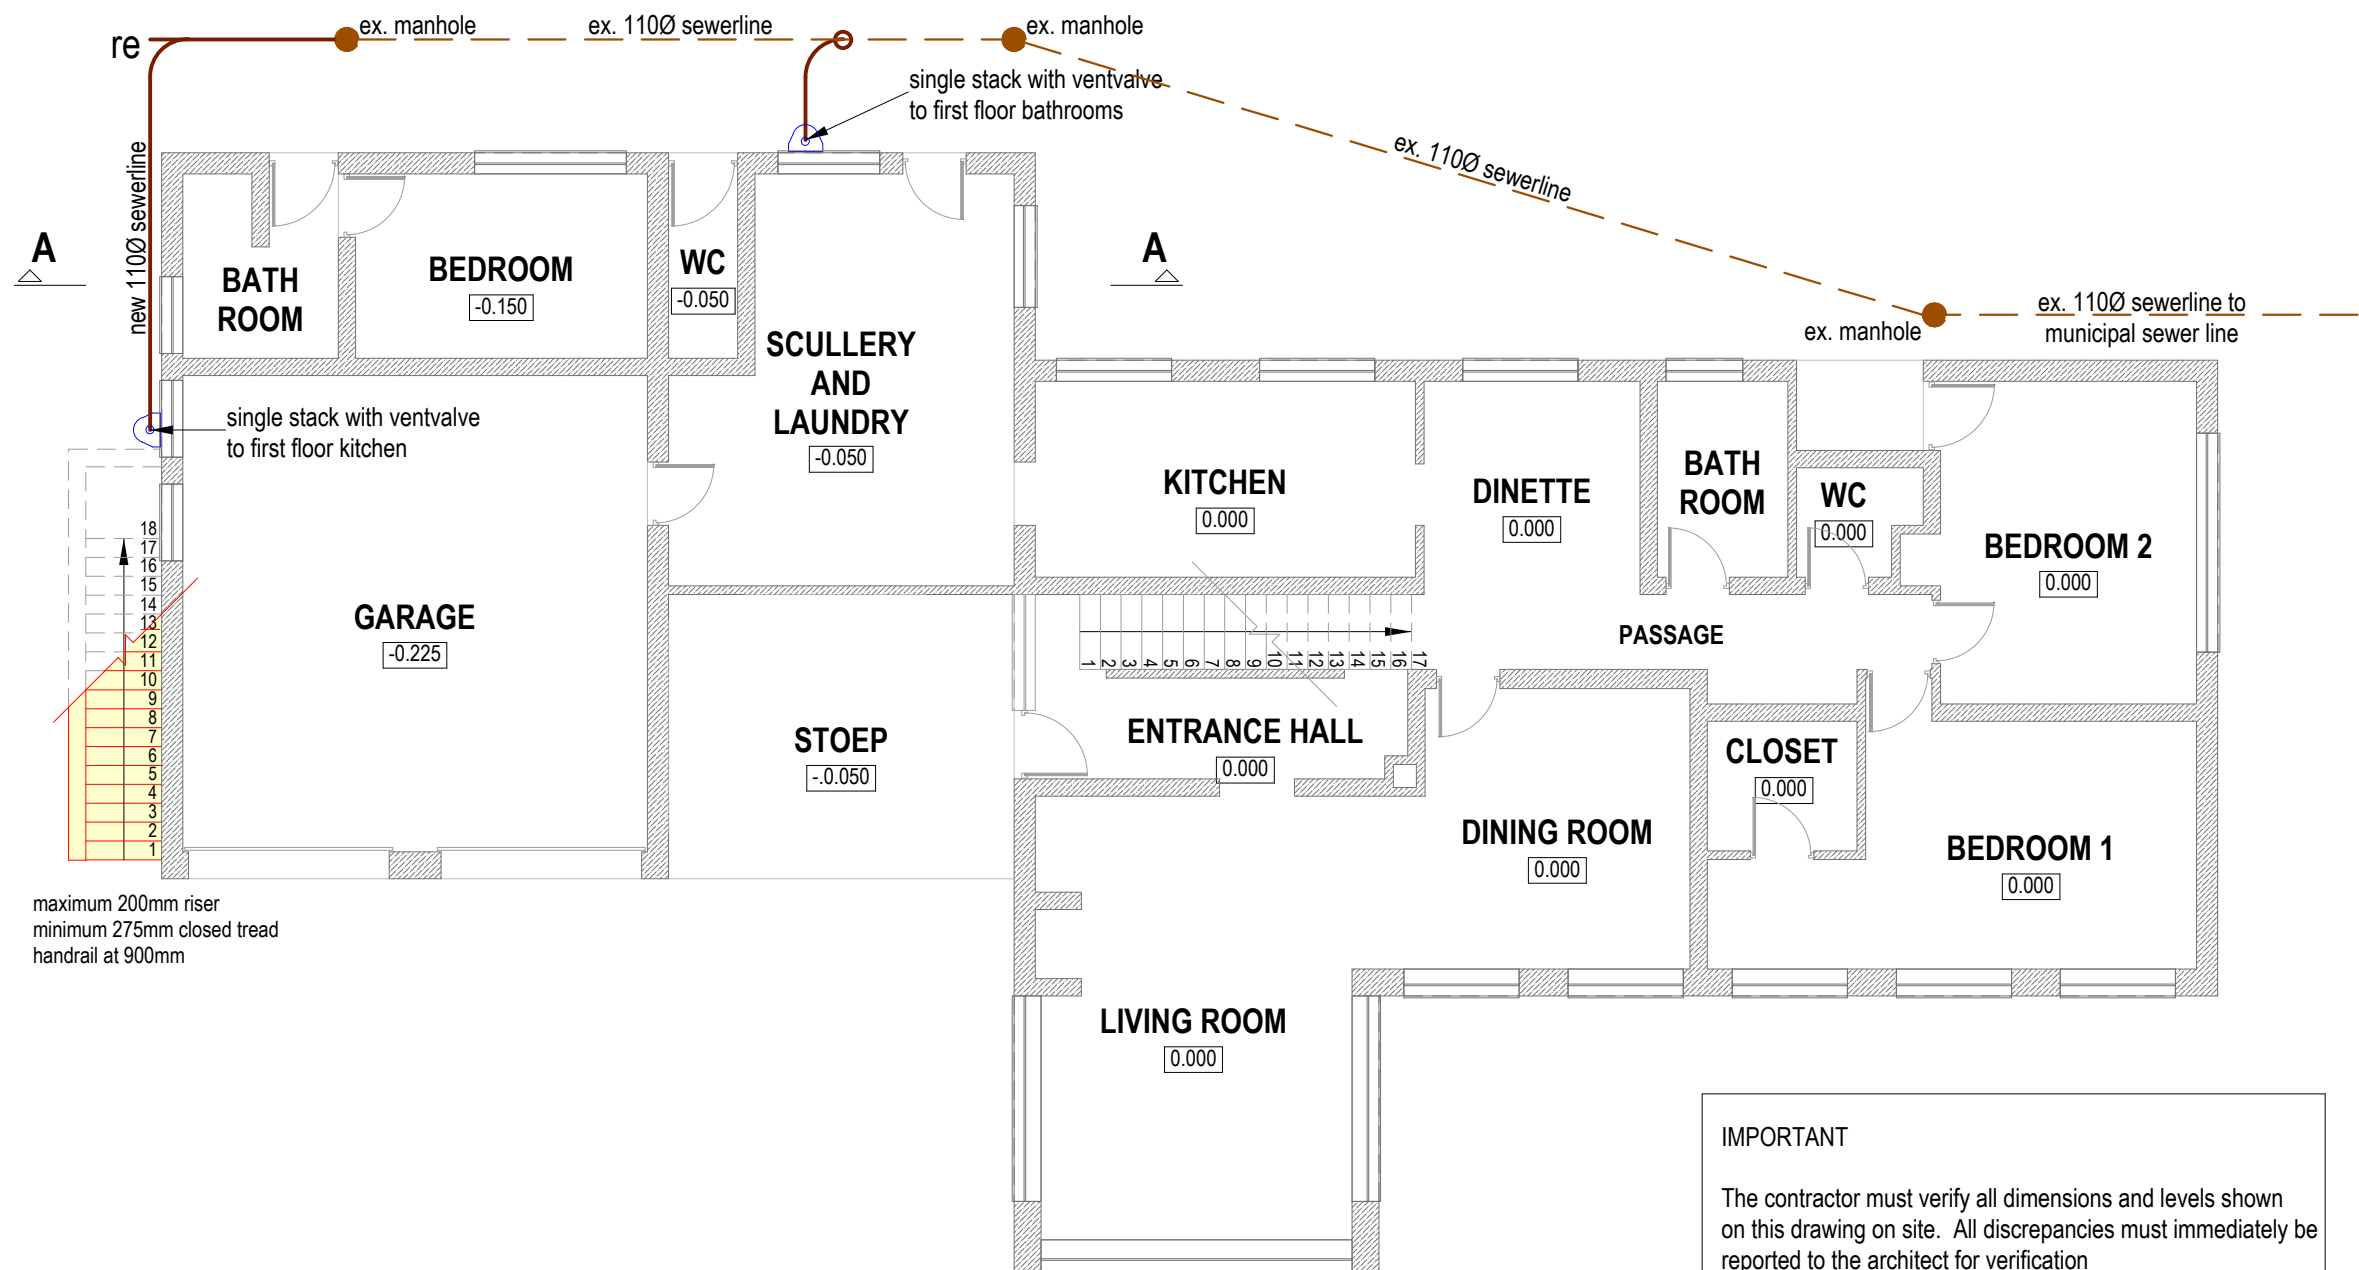 re
ex. manhole
ex. 110Ø sewerline
ex. manhole
single stack with ventvalve
to first floor bathrooms
ex. 110Ø sewerline
new 110Ø sewerline
A
A
BATH
ROOM
BEDROOM
-0.150
WC
-0.050
SCULLERY
AND
LAUNDRY
-0.050
ex. manhole
ex. 110Ø sewerline to
municipal sewer line
single stack with ventvalve
to first floor kitchen
KITCHEN
0.000
DINETTE
0.000
BATH
ROOM
WC
0.000
BEDROOM 2
0.000
18
17
16
15
14
13
12
11
10
9
8
7
6
5
4
3
2
1
GARAGE
-0.225
1
2
3
4
5
6
7
8
9
10
11
12
13
14
15
16
17
PASSAGE
STOEP
-.0.050
ENTRANCE HALL
0.000
CLOSET
0.000
DINING ROOM
0.000
BEDROOM 1
0.000
maximum 200mm riser
minimum 275mm closed tread
handrail at 900mm
LIVING ROOM
0.000
IMPORTANT
The contractor must verify all dimensions and levels shown
on this drawing on site. All discrepancies must immediately be
reported to the architect for verification